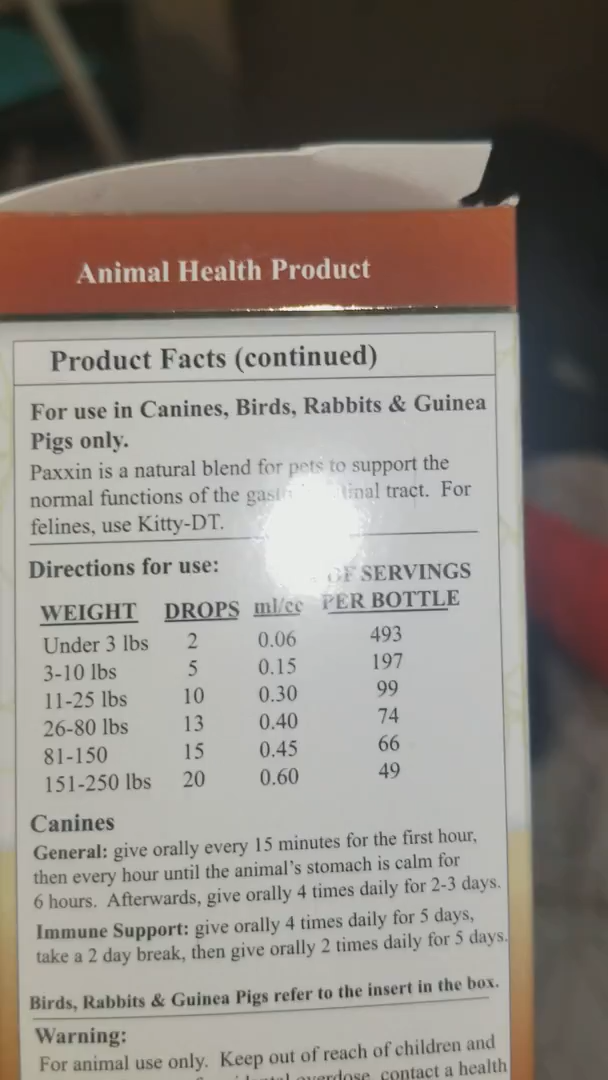 Animal Health Product
Product Facts (continued)
For use in Canines, Birds, Rabbits & Guinea
Pigs only.
Paxxin is a natural blend for pets to support the
normal functions of the tract. For
felines, use Kitty-DT.
Directions for use:
OF SERVINGS
WEIGHT DROPS ml/cc PER BOTTLE
Under 3 lbs 2 0.06 493
3-10 lbs 5 0.15 197
11-25 lbs 10 0.30 99
26-80 lbs 13 0.40 74
81-150 15 0.45 66
151-250 lbs 20 0.60 49
Canines
General: give orally every 15 minutes for the first hour,
then every hour until the animal's stomach is calm for
6 hours. Afterwards, give orally 4 times daily for 2-3 days.
Immune Support: give orally 4 times daily for 5 days,
take a 2 day break, then give orally 2 times daily for 5 days.
Birds, Rabbits & Guinea Pigs refer to the insert in the box.
Warning:
For animal use only. Keep out of reach of children and
overdose, contact a health